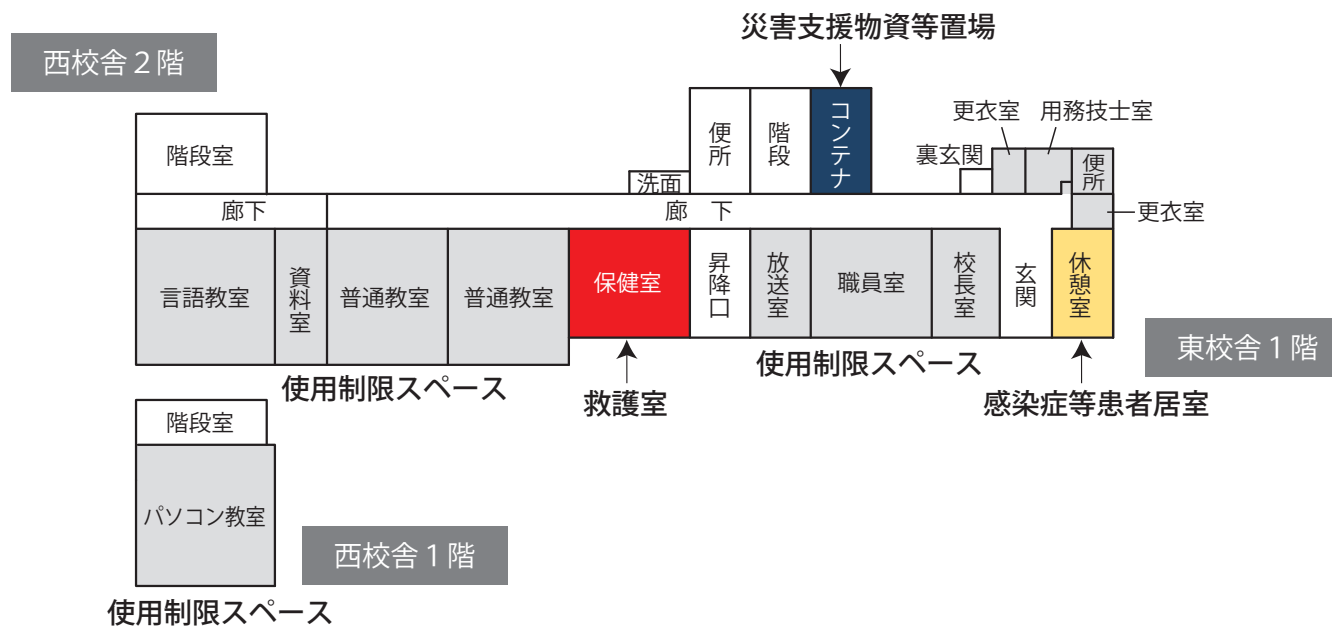 災害支援物資等置場
西校舎2階
階段室
洗面
便所
階段
コンテナ
裏玄関
更衣室
用務技士室
便所
更衣室
廊下
廊 下
言語教室
資料室
普通教室
普通教室
保健室
昇降口
放送室
職員室
校長室
玄関
休憩室
東校舎1階
使用制限スペース
救護室
使用制限スペース
感染症等患者居室
階段室
パソコン教室
西校舎1階
使用制限スペース